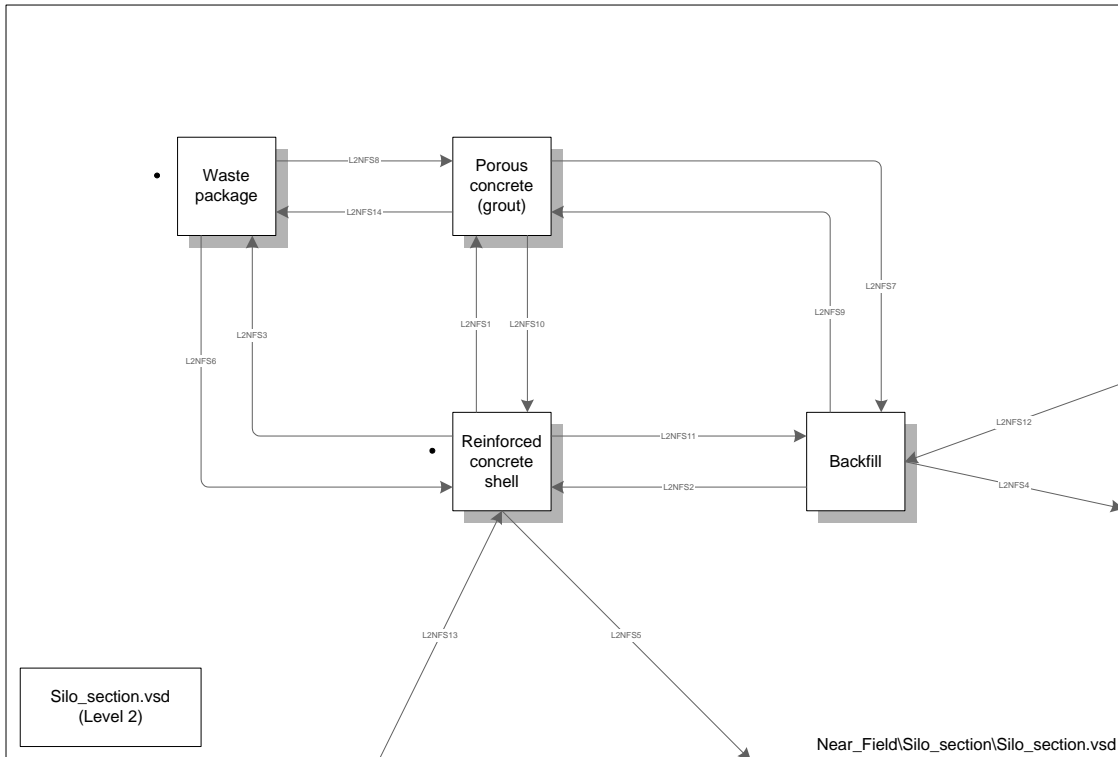 L2NFS8
Waste
package
Porous
concrete
(grout)
L2NFS14
L2NFS7
L2NFS9
L2NFS3
L2NFS1
L2NFS10
L2NFS6
L2NFS12
Reinforced
concrete
shell
L2NFS11
Backfill
L2NFS2
L2NFS4
L2NFS13
L2NFS5
Silo_section.vsd
(Level 2)
Near_Field\Silo_section\Silo_section.vsd